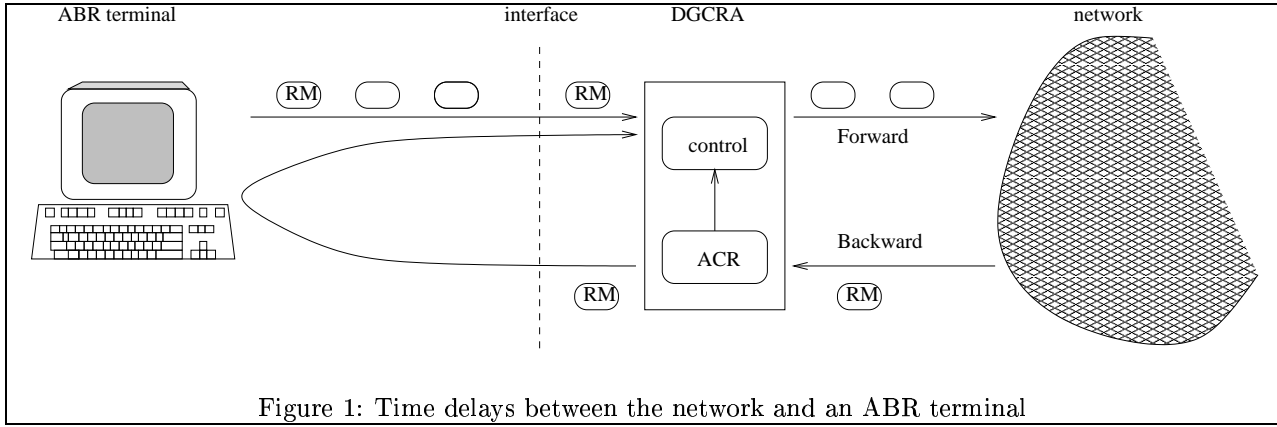 ABR terminal interface DGCRA network
RM RM
Forward
control
Backward
ACR
RM RM
Figure 1: Time delays between the network and an ABR terminal